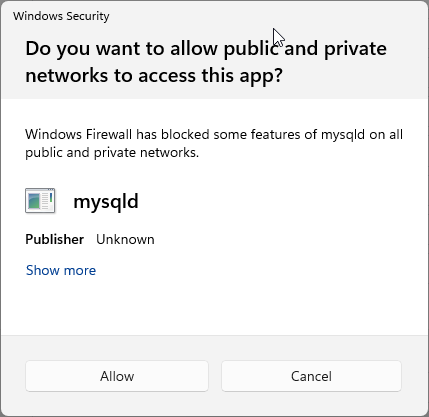 Windows Security
Do you want to allow public and private
networks to access this app?
Windows Firewall has blocked some features of mysqld on all
public and private networks.
mysqld
Publisher Unknown
Show more
Allow
Cancel